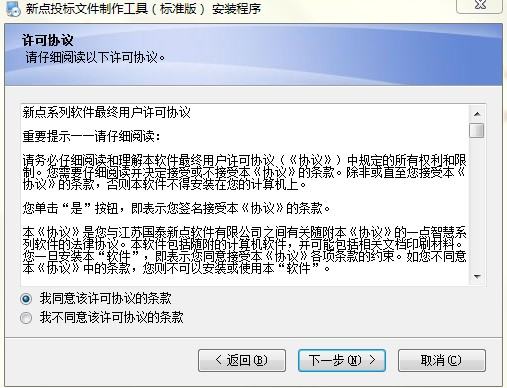 新点投标文件制作工具（标准版） 安装程序
许可协议
请仔细阅读以下许可协议。
新点系列软件最终用户许可协议
重要提示——请仔细阅读：
请务必仔细阅读和理解本软件最终用户许可协议（《协议》）中规定的所有权利和限
制。您需要仔细阅读并决定接受或不接受本《协议》的条款。除非或直至您接受本《
协议》的条款，否则本软件不得安装在您的计算机上。
您单击“是”按钮，即表示您签名接受本《协议》的条款。
本《协议》是您与江苏国泰新点软件有限公司之间有关随附本《协议》的一点智慧系
列软件的法律协议。本软件包括随附的计算机软件，并可能包括相关文档印刷材料。
您一旦安装本“软件”，即表示您同意接受本《协议》各项条款的约束。如您不同意
本《协议》中的条款，您则不可以安装或使用本“软件”。
我同意该许可协议的条款
我不同意该许可协议的条款
< 返回(B) 下一步(N) > 取消(C)